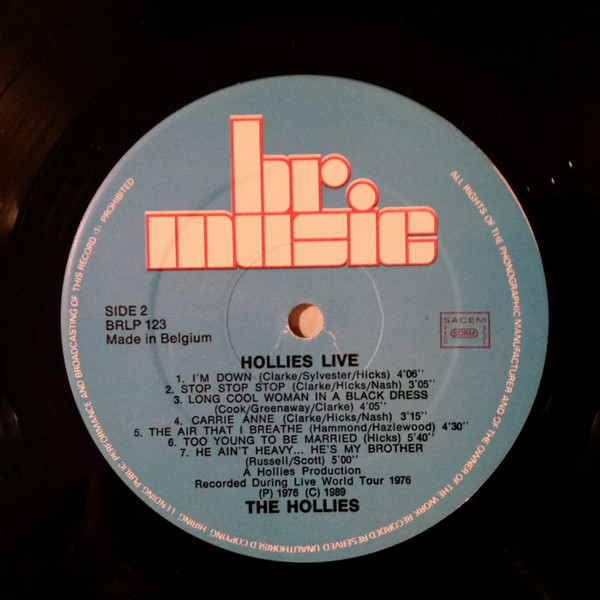 br.
music
SIDE 2
BRLP 123
Made in Belgium
SACEM
SDRM
HOLLIES LIVE
1. I'M DOWN (Clarke/Sylvester/Hicks) 4'06''
2. STOP STOP STOP (Clarke/Hicks/Nash) 3'05''
3. LONG COOL WOMAN IN A BLACK DRESS
(Cook/Greenaway/Clarke) 4'05''
4. CARRIE ANNE (Clarke/Hicks/Nash) 3'15''
5. THE AIR THAT I BREATHE (Hammond/Hazlewood) 4'30''
6. TOO YOUNG TO BE MARRIED (Hicks) 5'40''
7. HE AIN'T HEAVY... HE'S MY BROTHER
(Russell/Scott) 5'00''
A Hollies Production
Recorded During Live World Tour 1976
(P) 1976 (C) 1989
THE HOLLIES
ALL RIGHTS OF THE PHONOGRAPHIC MANUFACTURER AND OF THE OWNER OF THE WORK RECORDED RESERVED UNAUTHORISED COPYING, HIRING, LENDING, PUBLIC PERFORMANCE AND BROADCASTING OF THIS RECORD :1: PROHIBITED